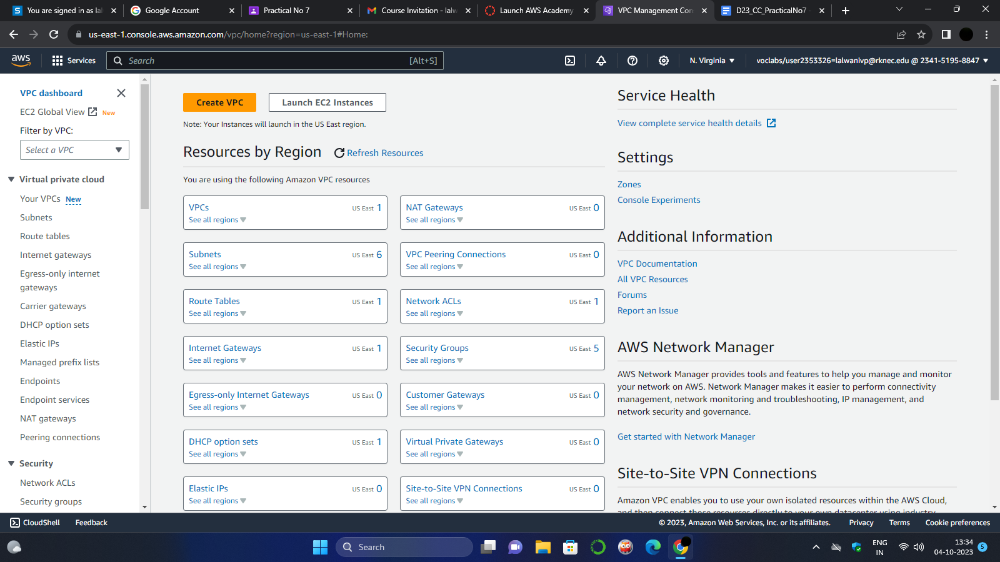 You are signed in as lal
Google Account
Practical No 7
Course Invitation - lalw
Launch AWS Academy
VPC Management Con
D23_CC_PracticalNo7 -
us-east-1.console.aws.amazon.com/vpc/home?region=us-east-1#Home:
aws
Services
Search
[Alt+S]
N. Virginia
voclabs/user2353326=lalwanivp@rknec.edu @ 2341-5195-8847
VPC dashboard
EC2 Global View New
Filter by VPC:
Select a VPC
Virtual private cloud
Your VPCs New
Subnets
Route tables
Internet gateways
Egress-only internet
gateways
Carrier gateways
DHCP option sets
Elastic IPs
Managed prefix lists
Endpoints
Endpoint services
NAT gateways
Peering connections
Security
Network ACLs
Security groups
Create VPC
Launch EC2 Instances
Note: Your Instances will launch in the US East region.
Resources by Region
Refresh Resources
You are using the following Amazon VPC resources
VPCs US East 1
See all regions
NAT Gateways US East 0
See all regions
Subnets US East 6
See all regions
VPC Peering Connections US East 0
See all regions
Route Tables US East 1
See all regions
Network ACLs US East 1
See all regions
Internet Gateways US East 1
See all regions
Security Groups US East 5
See all regions
Egress-only Internet Gateways US East 0
See all regions
Customer Gateways US East 0
See all regions
DHCP option sets US East 1
See all regions
Virtual Private Gateways US East 0
See all regions
Elastic IPs US East 0
See all regions
Site-to-Site VPN Connections US East 0
See all regions
Service Health
View complete service health details
Settings
Zones
Console Experiments
Additional Information
VPC Documentation
All VPC Resources
Forums
Report an Issue
AWS Network Manager
AWS Network Manager provides tools and features to help you manage and monitor
your network on AWS. Network Manager makes it easier to perform connectivity
management, network monitoring and troubleshooting, IP management, and
network security and governance.
Get started with Network Manager
Site-to-Site VPN Connections
Amazon VPC enables you to use your own isolated resources within the AWS Cloud,
and then connect those resources directly to your own datacenter using industry
CloudShell
Feedback
© 2023, Amazon Web Services, Inc. or its affiliates.
Privacy
Terms
Cookie preferences
Search
ENG
IN
13:34
04-10-2023
5